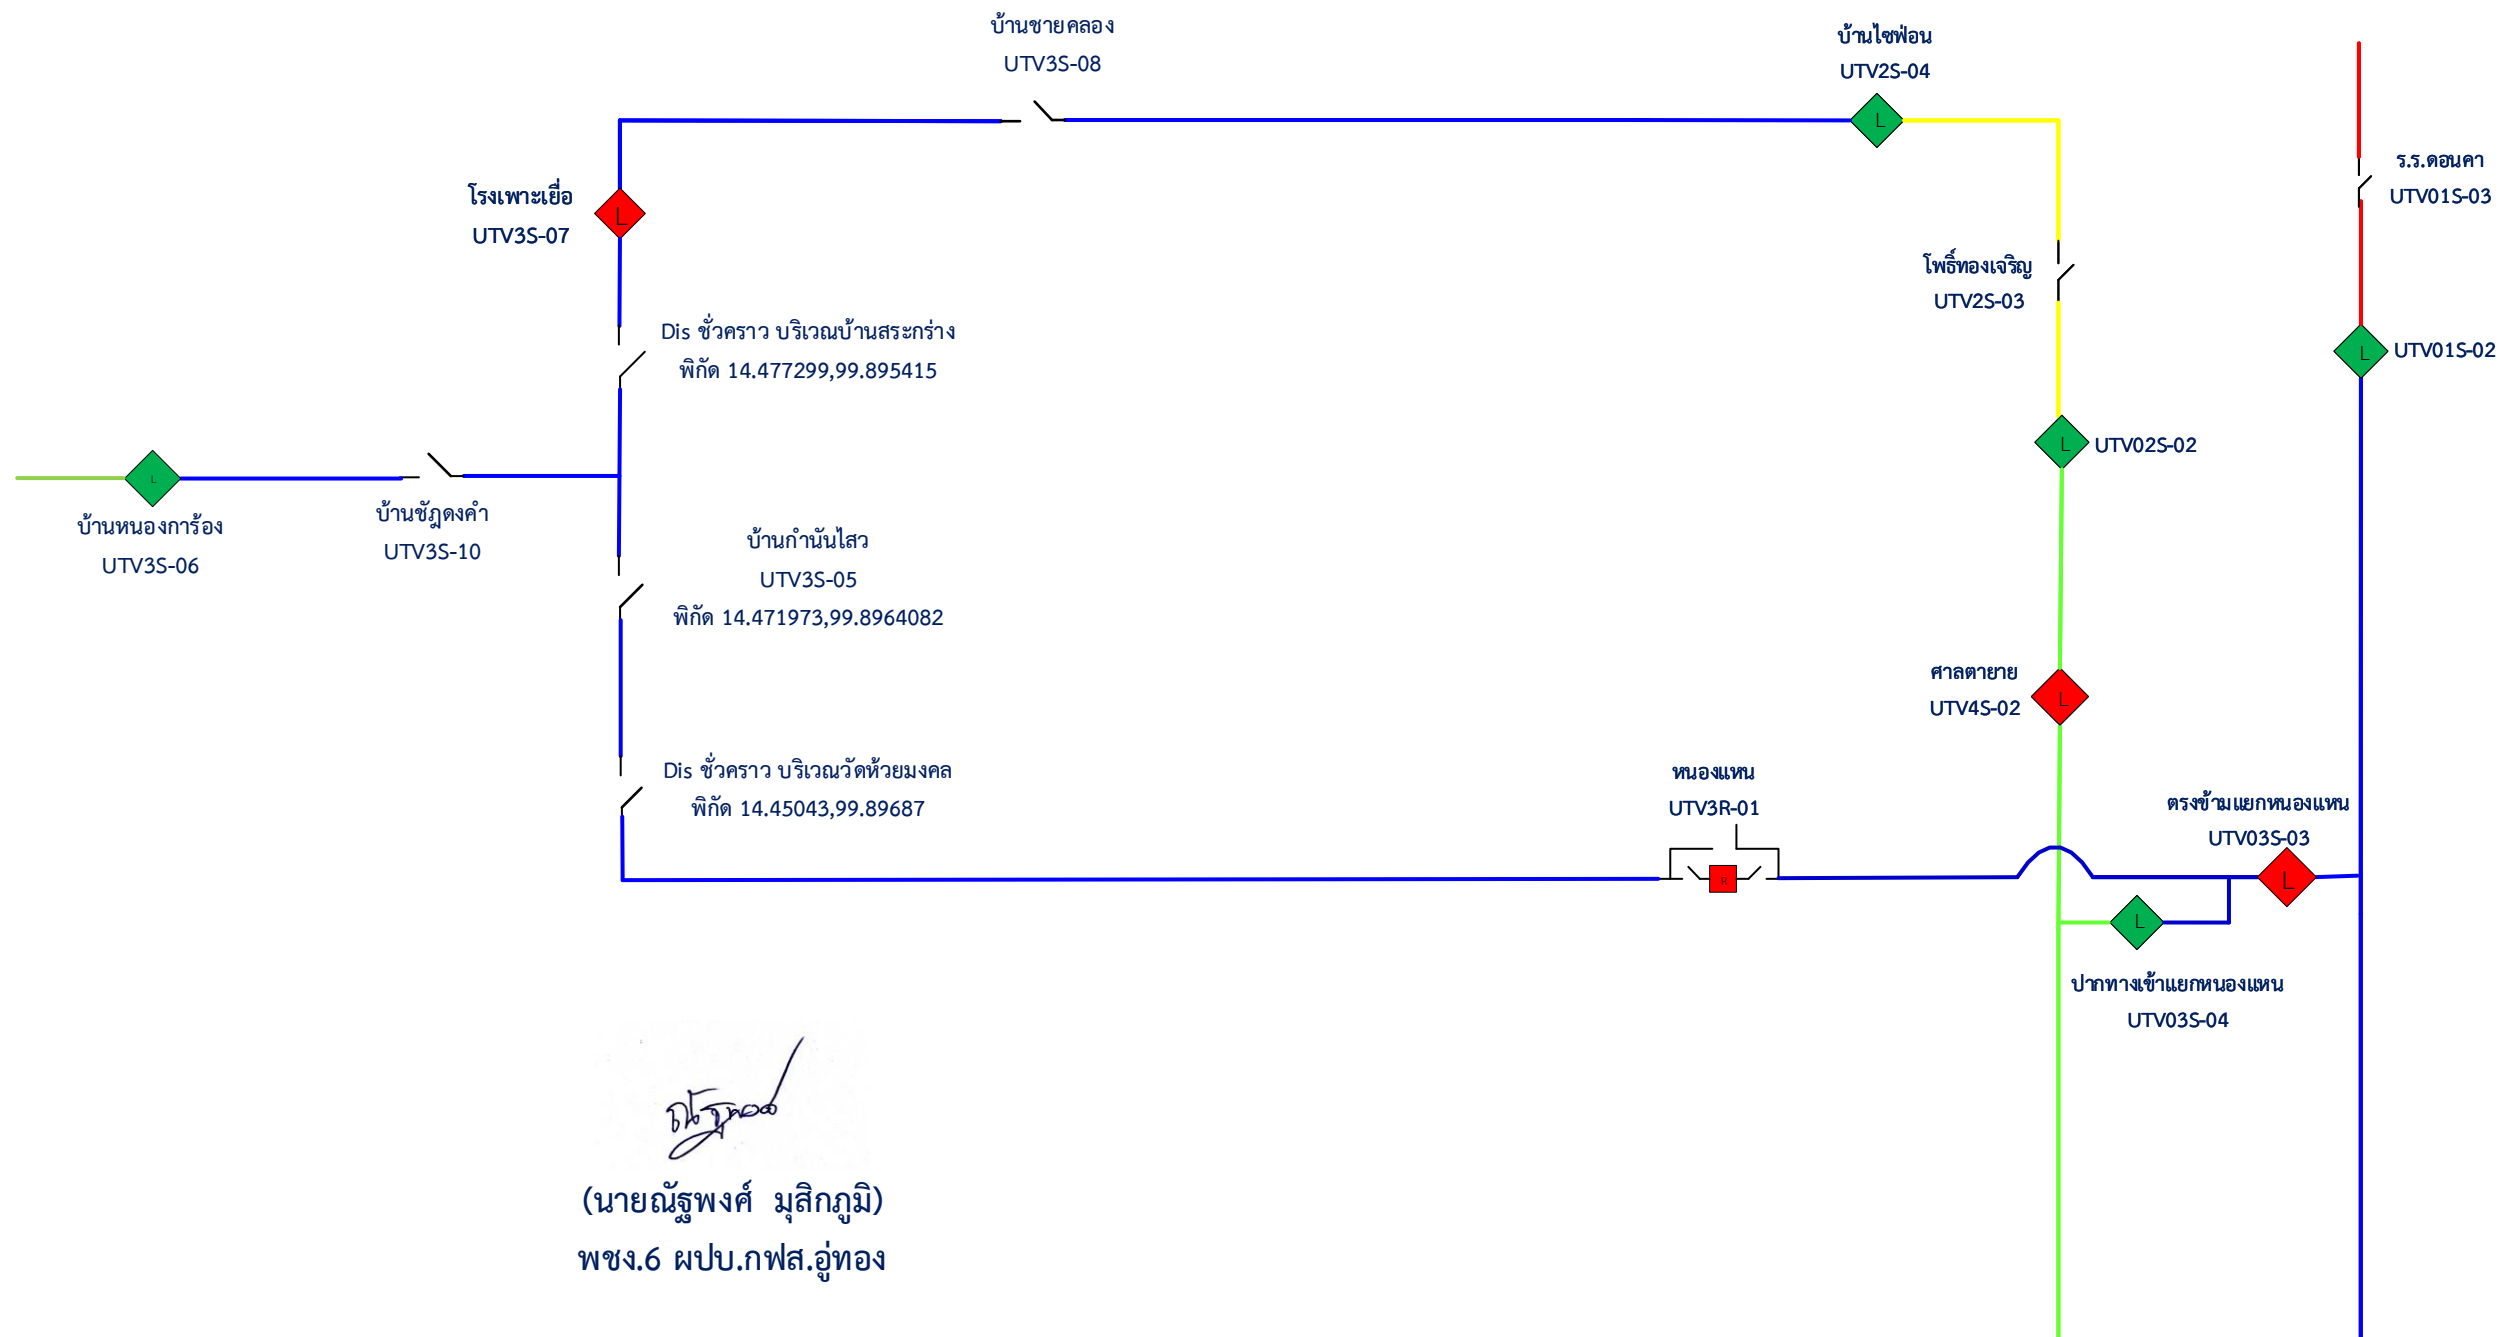 บ้านชายคลอง
UTV3S-08
บ้านไซฟ่อน
UTV2S-04
L
ร.ร.ดอนคา
UTV01S-03
โรงเพาะเยื่อ
UTV3S-07
L
โพธิ์ทองเจริญ
UTV2S-03
Dis ชั่วคราว บริเวณบ้านสระกร่าง
พิกัด 14.477299,99.895415
L
UTV01S-02
L
UTV02S-02
L
บ้านหนองการ้อง
UTV3S-06
บ้านชัฎดงคำ
UTV3S-10
บ้านกำนันไสว
UTV3S-05
พิกัด 14.471973,99.8964082
ศาลตายาย
UTV4S-02
L
Dis ชั่วคราว บริเวณวัดห้วยมงคล
พิกัด 14.45043,99.89687
หนองแหน
UTV3R-01
R
ตรงข้ามแยกหนองแหน
UTV03S-03
L
L
ปากทางเข้าแยกหนองแหน
UTV03S-04
ณัฐพงศ์
(นายณัฐพงศ์ มุสิกภูมิ)
พชง.6 ผปบ.กฟส.อู่ทอง